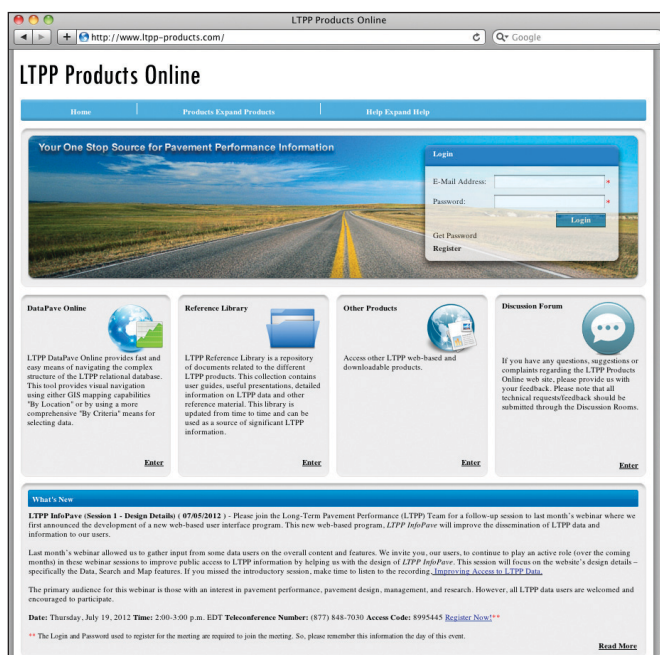 LTPP Products Online
http://www.ltpp-products.com/
Google
LTPP Products Online
Home Products Expand Products Help Expand Help
Your One Stop Source for Pavement Performance Information
Login
E-Mail Address: *
Password: *
Login
Get Password
Register
DataPave Online
LTPP DataPave Online provides fast and
easy means of navigating the complex
structure of the LTPP relational database.
This tool provides visual navigation
using either GIS mapping capabilities
"By Location" or by using a more
comprehensive "By Criteria" means for
selecting data.
Enter
Reference Library
LTPP Reference Library is a repository
of documents related to the different
LTPP products. This collection contains
user guides, useful presentations, detailed
information on LTPP data and other
reference material. This library is
updated from time to time and can be
used as a source of significant LTPP
information.
Enter
Other Products
Access other LTPP web-based and
downloadable products.
Enter
Discussion Forum
If you have any questions, suggestions or
complaints regarding the LTPP Products
Online web site, please provide us with
your feedback. Please note that all
technical requests/feedback should be
submitted through the Discussion Rooms.
Enter
What's New
LTPP InfoPave (Session 1 - Design Details) ( 07/05/2012 ) - Please join the Long-Term Pavement Performance (LTPP) Team for a follow-up session to last month's webinar where we
first announced the development of a new web-based user interface program. This new web-based program, LTPP InfoPave will improve the dissemination of LTPP data and
information to our users.
Last month's webinar allowed us to gather input from some data users on the overall content and features. We invite you, our users, to continue to play an active role (over the coming
months) in these webinar sessions to improve public access to LTPP information by helping us with the design of LTPP InfoPave. This session will focus on the website's design details –
specifically the Data, Search and Map features. If you missed the introductory session, make time to listen to the recording, Improving Access to LTPP Data.
The primary audience for this webinar is those with an interest in pavement performance, pavement design, management, and research. However, all LTPP data users are welcomed and
encouraged to participate.
Date: Thursday, July 19, 2012 Time: 2:00-3:00 p.m. EDT Teleconference Number: (877) 848-7030 Access Code: 8995445 Register Now!**
** The Login and Password used to register for the meeting are required to join the meeting. So, please remember this information the day of this event.
Read More